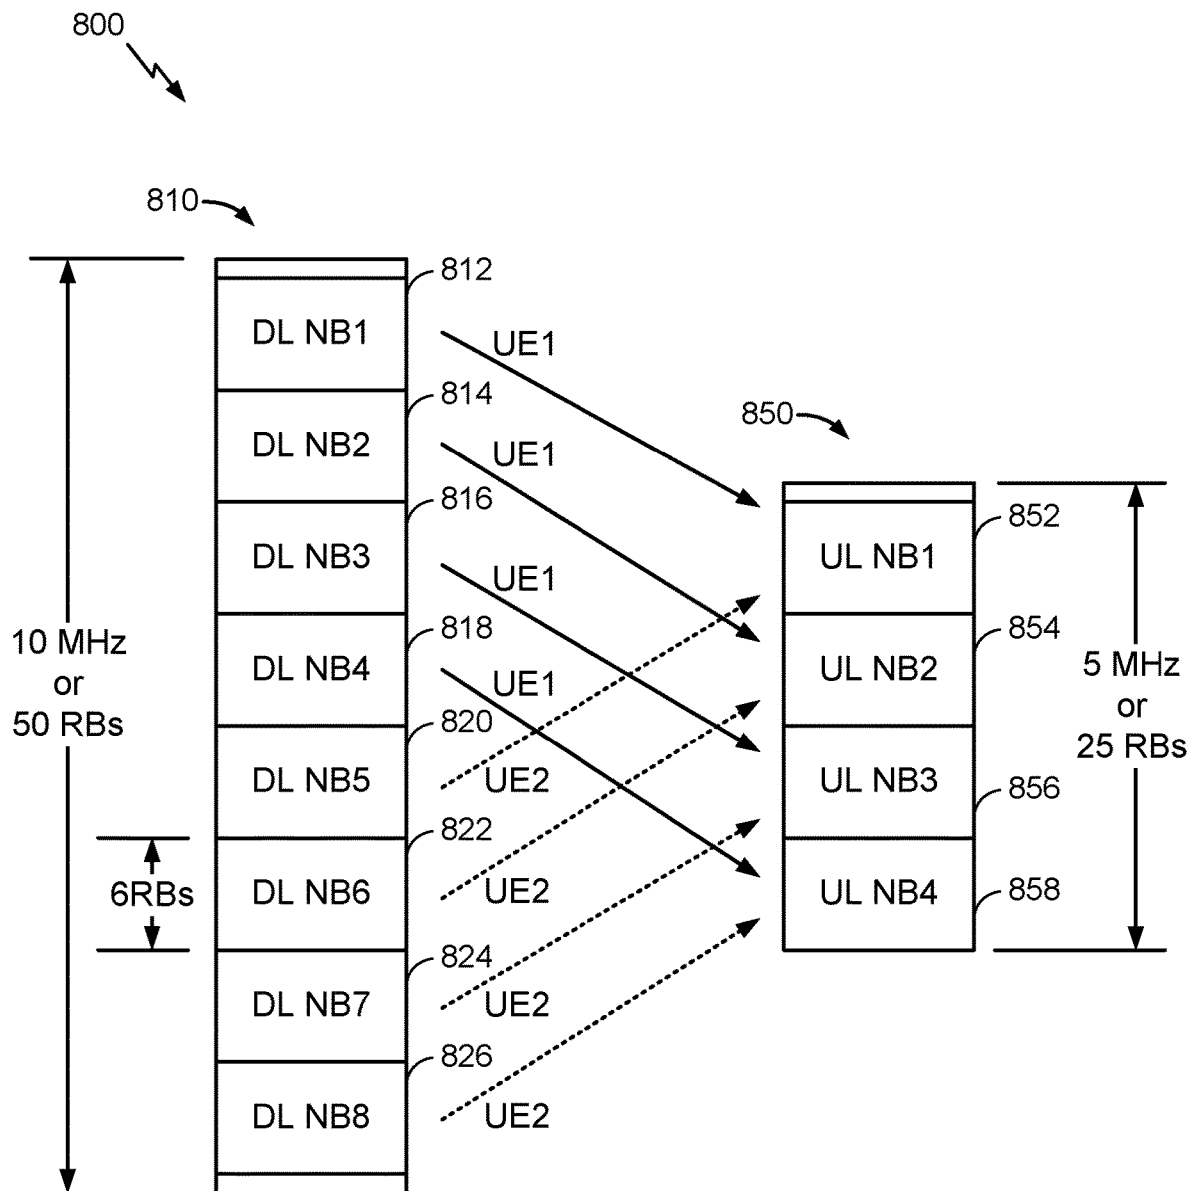 800
810
812
DL NB1
UE1
814
850
DL NB2
UE1
816
852
DL NB3
UE1
UL NB1
818
854
10 MHz
or
50 RBs
DL NB4
UE1
UL NB2
5 MHz
or
25 RBs
820
DL NB5
UE2
UL NB3
856
822
6RBs
DL NB6
UE2
UL NB4
858
824
DL NB7
UE2
826
DL NB8
UE2